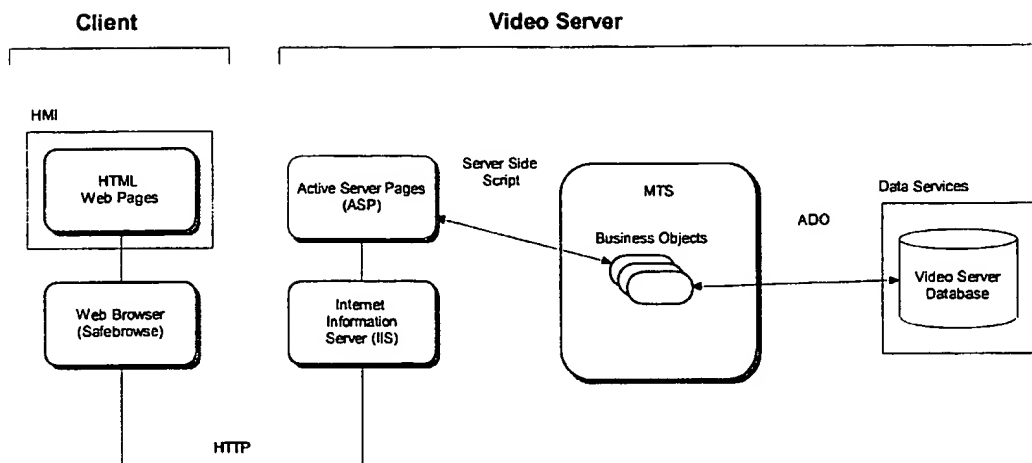 Client
Video Server
HMI
HTML
Web Pages
Web Browser
(Safebrowse)
HTTP
Active Server Pages
(ASP)
Internet
Information
Server (IIS)
Server Side
Script
MTS
Business Objects
ADO
Data Services
Video Server
Database